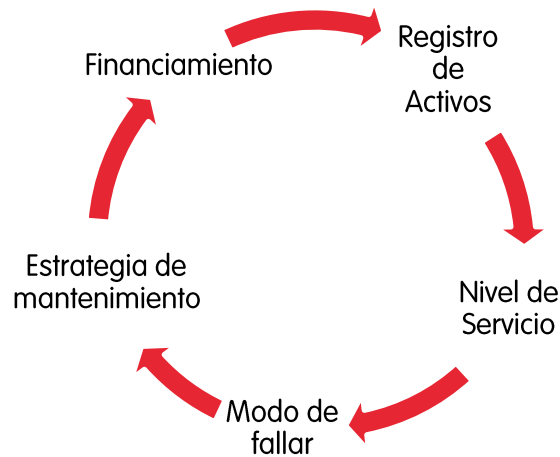 Financiamiento
Registro
de
Activos
Nivel de
Servicio
Modo de
fallar
Estrategia de
mantenimiento